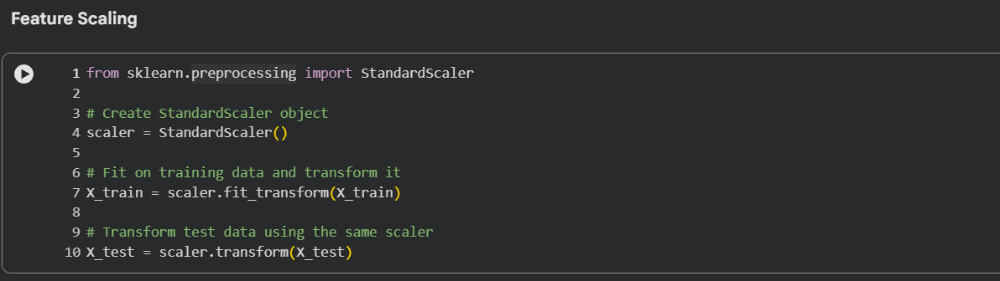 Feature Scaling
1 from sklearn.preprocessing import StandardScaler
2
3 # Create StandardScaler object
4 scaler = StandardScaler()
5
6 # Fit on training data and transform it
7 X_train = scaler.fit_transform(X_train)
8
9 # Transform test data using the same scaler
10 X_test = scaler.transform(X_test)